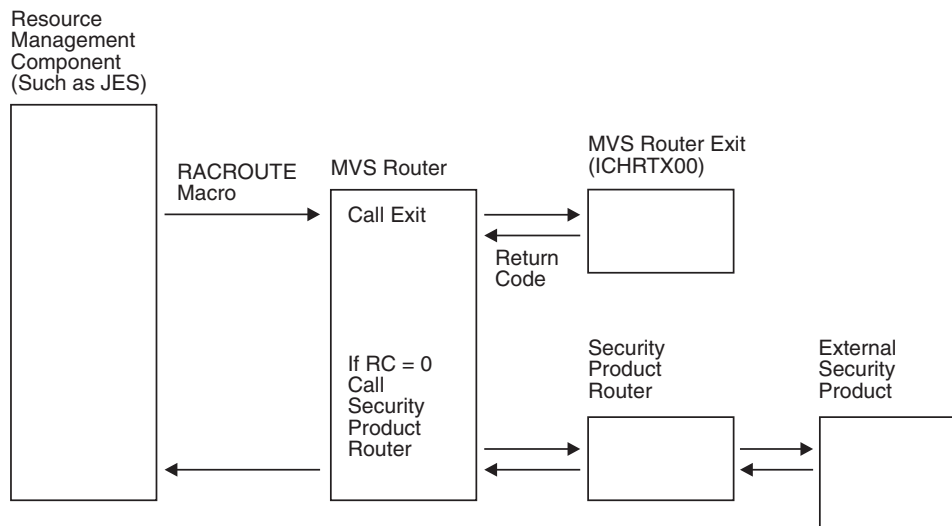 Resource
Management
Component
(Such as JES)
RACROUTE
Macro
MVS Router
Call Exit
MVS Router Exit
(ICHRTX00)
Return
Code
If RC = 0
Call
Security
Product
Router
Security
Product
Router
External
Security
Product